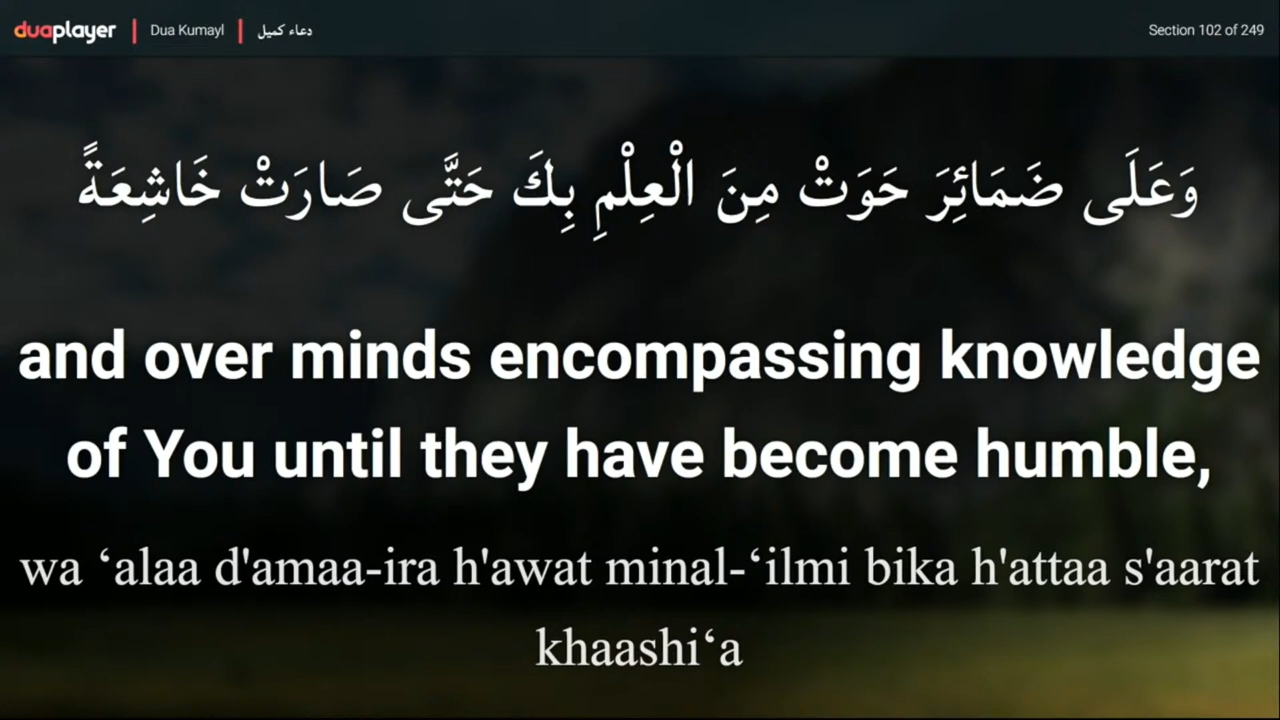 duaplayer | Dua Kumayl | دعاء كميل Section 102 of 249
وَعَلَى ضَمَائِرَ حَوَتْ مِنَ الْعِلْمِ بِكَ حَتَّى صَارَتْ خَاشِعَةً
and over minds encompassing knowledge
of You until they have become humble,
wa ‘alaa d'amaa-ira h'awat minal-‘ilmi bika h'attaa s'aarat
khaashi‘a